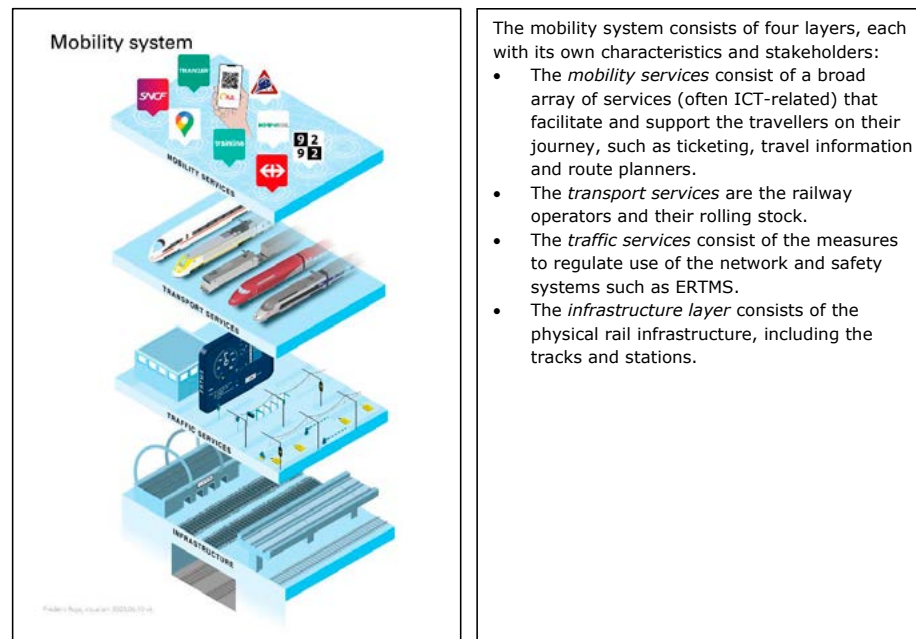 Mobility system
SNCF
TRAINLINE
9 2
9 2
MOBILITY SERVICES
TRANSPORT SERVICES
ERTMS
TRAFFIC SERVICES
INFRASTRUCTURE
The mobility system consists of four layers, each
with its own characteristics and stakeholders:
• The mobility services consist of a broad
array of services (often ICT-related) that
facilitate and support the travellers on their
journey, such as ticketing, travel information
and route planners.
• The transport services are the railway
operators and their rolling stock.
• The traffic services consist of the measures
to regulate use of the network and safety
systems such as ERTMS.
• The infrastructure layer consists of the
physical rail infrastructure, including the
tracks and stations.